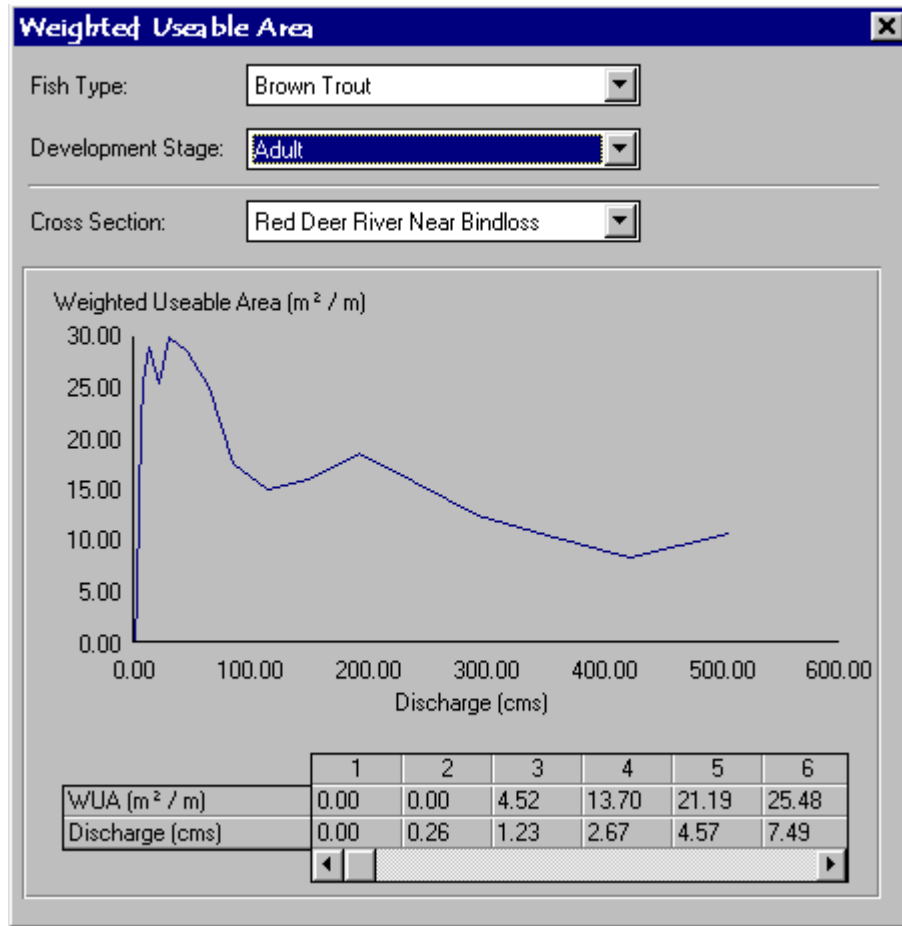 Weighted Useable Area
Fish Type: Brown Trout
Development Stage: Adult
Cross Section: Red Deer River Near Bindloss
Weighted Useable Area (m² / m)
30.00
25.00
20.00
15.00
10.00
5.00
0.00
0.00 100.00 200.00 300.00 400.00 500.00 600.00
Discharge (cms)
1 2 3 4 5 6
WUA (m² / m) 0.00 0.00 4.52 13.70 21.19 25.48
Discharge (cms) 0.00 0.26 1.23 2.67 4.57 7.49